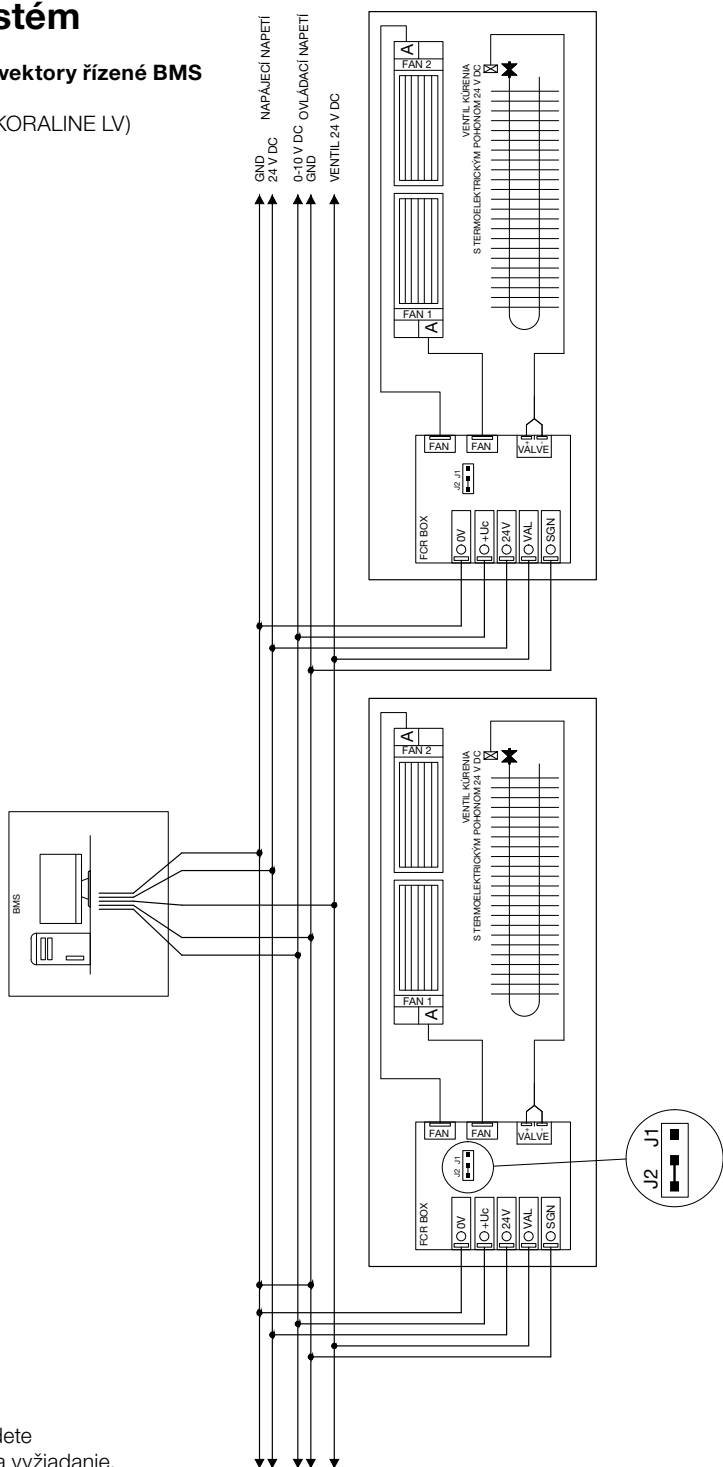 stém
vektory řízené BMS
KORALINE LV)
GND
24 V DC
NAPÁJECÍ NAPETÍ
0-10 V DC
GND
OVLÁDACÍ NAPETÍ
VENTIL 24 V DC
A
FAN 2
FAN 1
A
VENTIL KÚRENIA
S TERMOELEKTRICKÝM POHONOM 24 V DC
FAN
FAN
+ -
VALVE
J2 J1
FCR BOX
0V
+Uc
24V
VAL
SGN
BMS
A
FAN 2
FAN 1
A
VENTIL KÚRENIA
S TERMOELEKTRICKÝM POHONOM 24 V DC
FAN
FAN
+ -
VALVE
J2 J1
FCR BOX
0V
+Uc
24V
VAL
SGN
J2 J1
dete
a vyžiadanie.